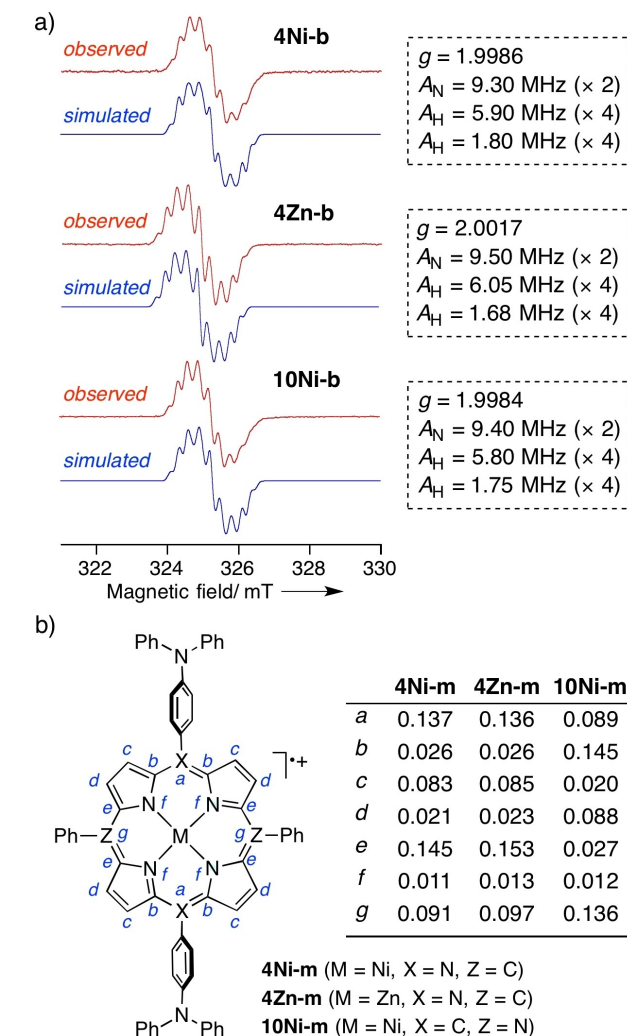 a)
observed
4Ni-b
simulated
g = 1.9986
A_N = 9.30 MHz (× 2)
A_H = 5.90 MHz (× 4)
A_H = 1.80 MHz (× 4)
observed
4Zn-b
simulated
g = 2.0017
A_N = 9.50 MHz (× 2)
A_H = 6.05 MHz (× 4)
A_H = 1.68 MHz (× 4)
observed
10Ni-b
simulated
g = 1.9984
A_N = 9.40 MHz (× 2)
A_H = 5.80 MHz (× 4)
A_H = 1.75 MHz (× 4)
322 324 326 328 330
Magnetic field/ mT
b)
Ph N Ph
c b X b c
a
•+
d d
e N f f N e
Ph Z g M g Z Ph
e N f f N e
d a d
c b X b c
Ph N Ph
4Ni-m 4Zn-m 10Ni-m
a 0.137 0.136 0.089
b 0.026 0.026 0.145
c 0.083 0.085 0.020
d 0.021 0.023 0.088
e 0.145 0.153 0.027
f 0.011 0.013 0.012
g 0.091 0.097 0.136
4Ni-m (M = Ni, X = N, Z = C)
4Zn-m (M = Zn, X = N, Z = C)
10Ni-m (M = Ni, X = C, Z = N)